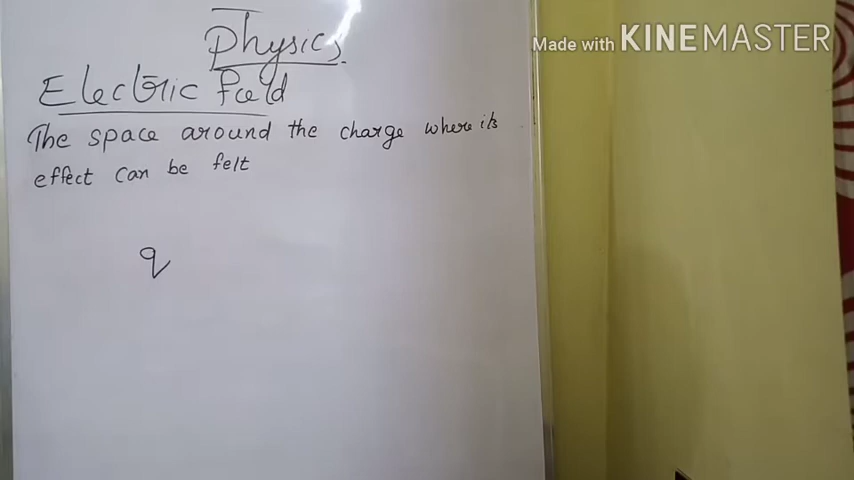 Physics.
Made with KINEMASTER
Electric field
The space around the charge where its
effect can be felt
q